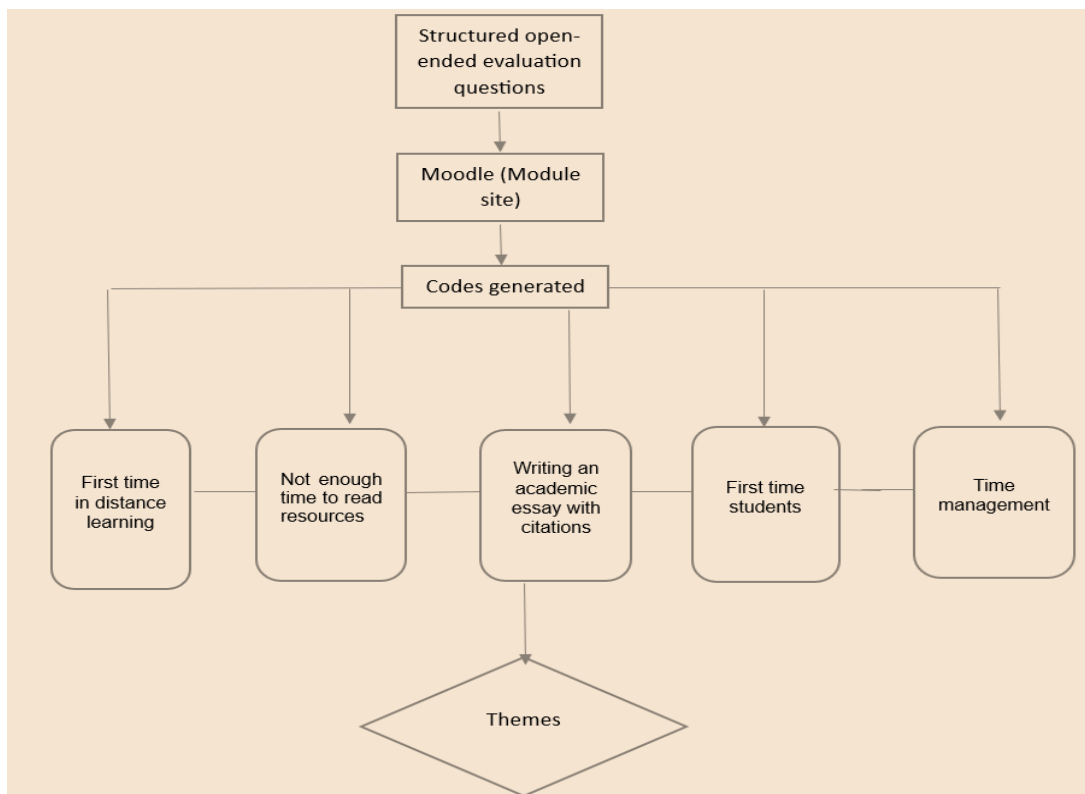 Structured open-
ended evaluation
questions
Moodle (Module
site)
Codes generated
First time
in distance
learning
Not enough
time to read
resources
Writing an
academic
essay with
citations
First time
students
Time
management
Themes